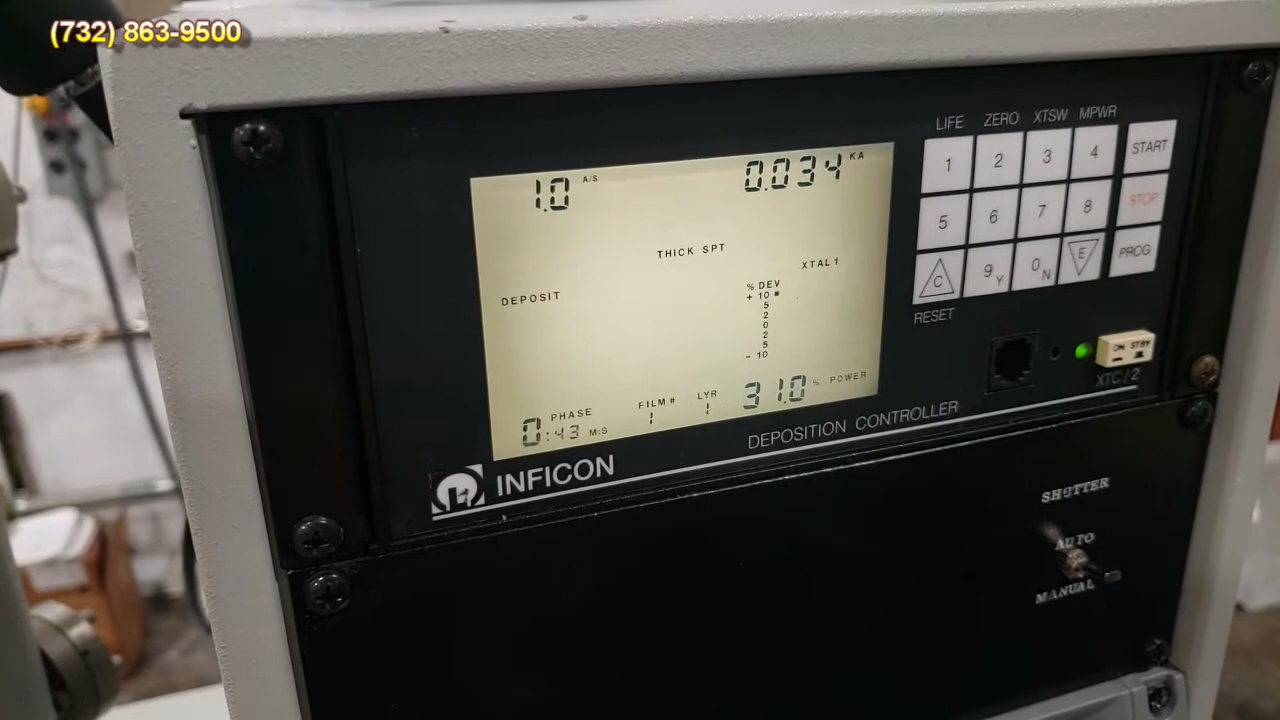 (732) 863-9500
LIFE ZERO XTSW MPWR
1 2 3 4 START
5 6 7 8 STOP
C 9 Y 0 N E PROG
RESET
1.0 A/S 0.034 KA
THICK SPT
XTAL 1
DEPOSIT
% DEV
+ 10
5
2
0
2
5
- 10
PHASE FILM # LYR
0:43 M:S 1 1 31.0 % POWER
ON STBY
XTC/2
INFICON DEPOSITION CONTROLLER
SHUTTER
AUTO
MANUAL